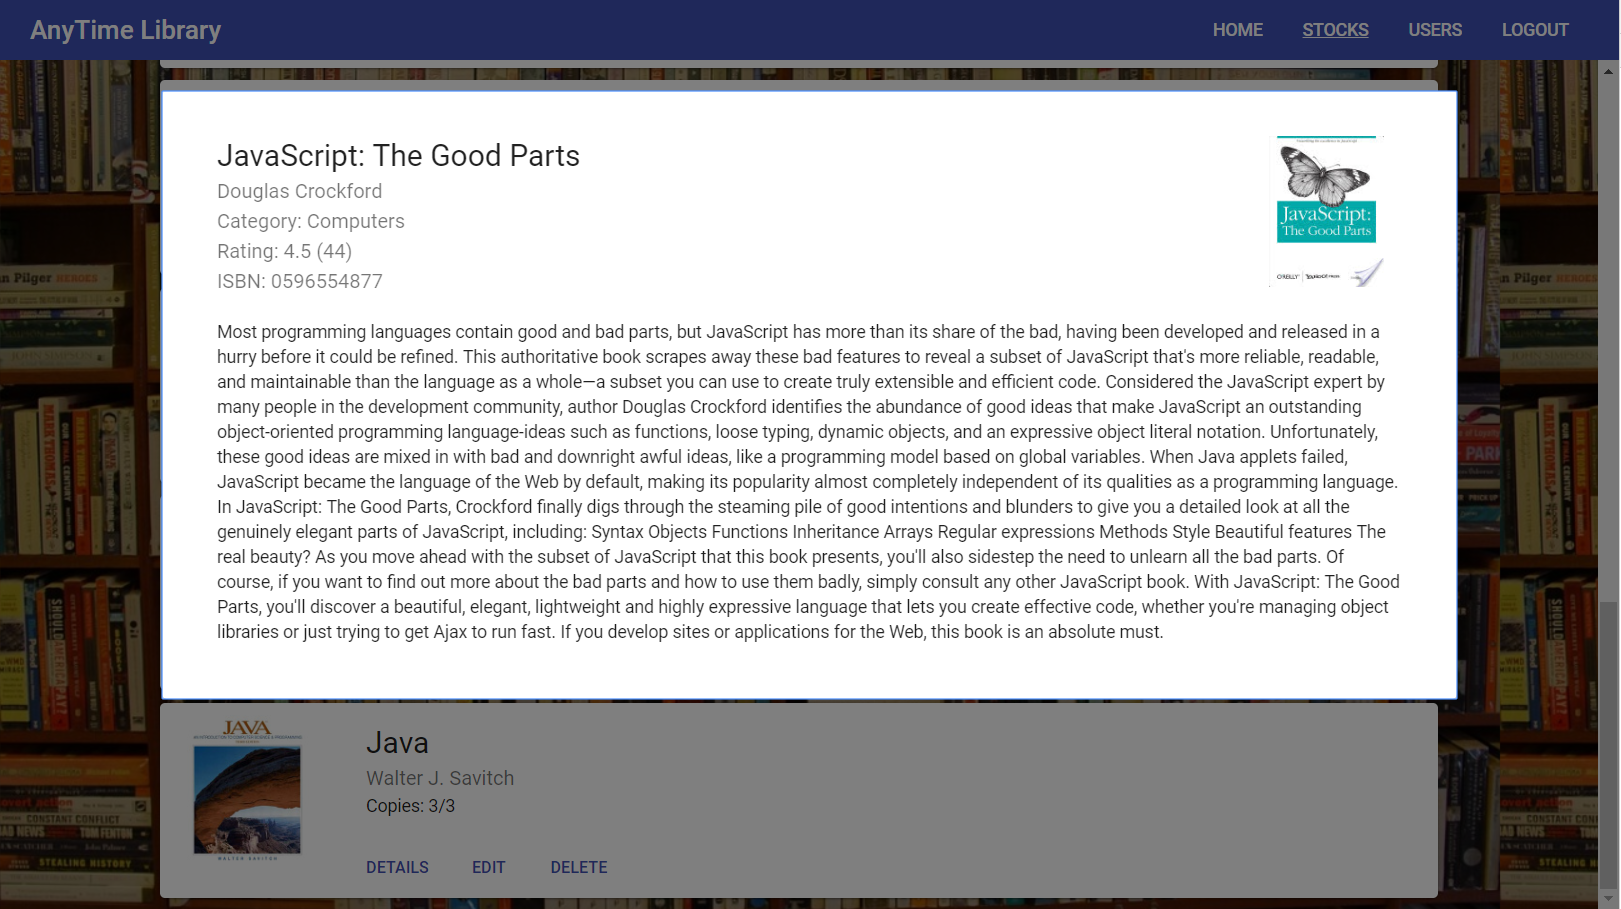 AnyTime Library
HOME STOCKS USERS LOGOUT
JavaScript: The Good Parts
Douglas Crockford
Category: Computers
Rating: 4.5 (44)
ISBN: 0596554877
JavaScript:
The Good Parts
O'REILLY
Most programming languages contain good and bad parts, but JavaScript has more than its share of the bad, having been developed and released in a
hurry before it could be refined. This authoritative book scrapes away these bad features to reveal a subset of JavaScript that's more reliable, readable,
and maintainable than the language as a whole—a subset you can use to create truly extensible and efficient code. Considered the JavaScript expert by
many people in the development community, author Douglas Crockford identifies the abundance of good ideas that make JavaScript an outstanding
object-oriented programming language-ideas such as functions, loose typing, dynamic objects, and an expressive object literal notation. Unfortunately,
these good ideas are mixed in with bad and downright awful ideas, like a programming model based on global variables. When Java applets failed,
JavaScript became the language of the Web by default, making its popularity almost completely independent of its qualities as a programming language.
In JavaScript: The Good Parts, Crockford finally digs through the steaming pile of good intentions and blunders to give you a detailed look at all the
genuinely elegant parts of JavaScript, including: Syntax Objects Functions Inheritance Arrays Regular expressions Methods Style Beautiful features The
real beauty? As you move ahead with the subset of JavaScript that this book presents, you'll also sidestep the need to unlearn all the bad parts. Of
course, if you want to find out more about the bad parts and how to use them badly, simply consult any other JavaScript book. With JavaScript: The Good
Parts, you'll discover a beautiful, elegant, lightweight and highly expressive language that lets you create effective code, whether you're managing object
libraries or just trying to get Ajax to run fast. If you develop sites or applications for the Web, this book is an absolute must.
JAVA
WALTER SAVITCH
Java
Walter J. Savitch
Copies: 3/3
DETAILS EDIT DELETE
n Pilger HEROES
CONSTANT CONFLICT
TOM FENTON
STEALING HISTORY